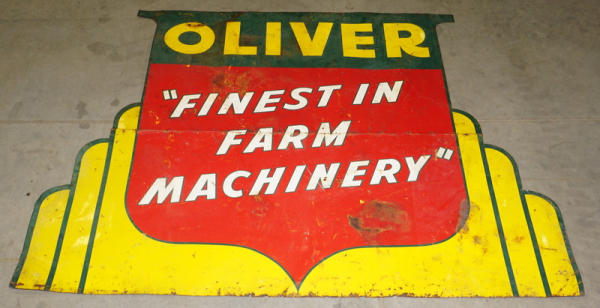 OLIVER
"FINEST IN
FARM
MACHINERY"